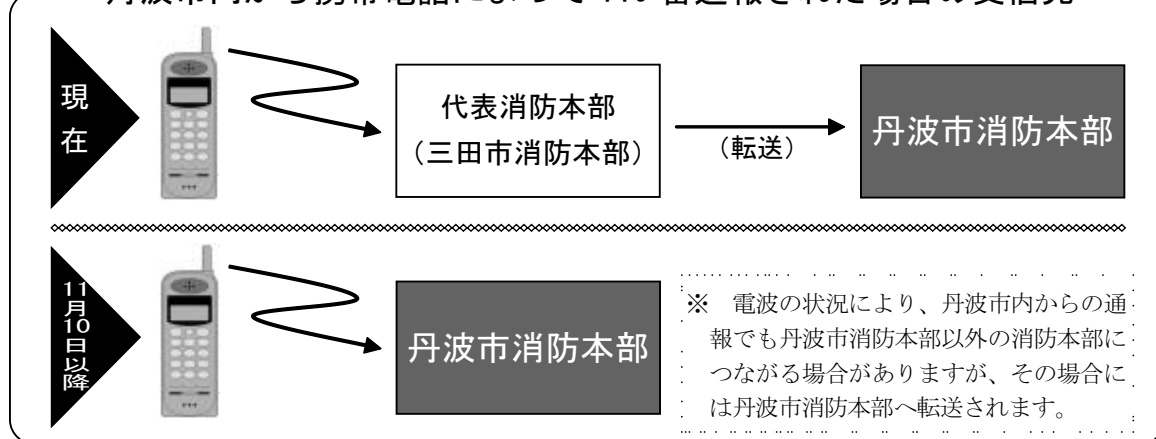 現在
代表消防本部
（三田市消防本部）
（転送）
丹波市消防本部
11月10日以降
丹波市消防本部
※　電波の状況により、丹波市内からの通
報でも丹波市消防本部以外の消防本部に
つながる場合がありますが、その場合に
は丹波市消防本部へ転送されます。